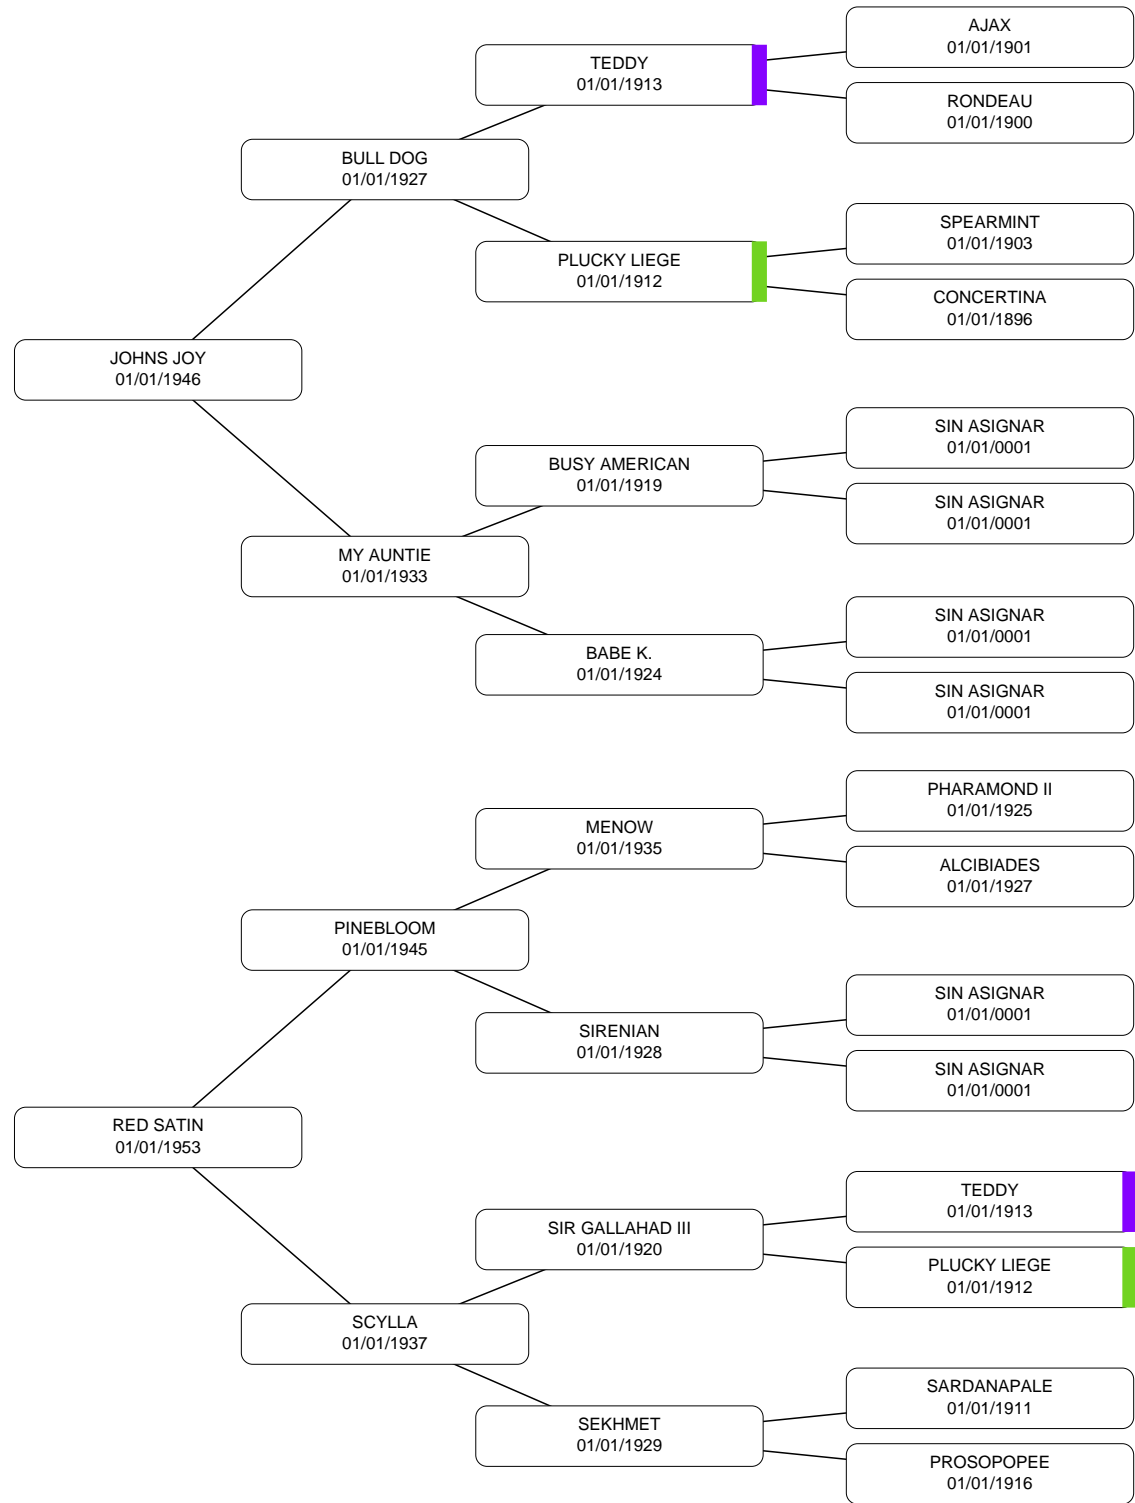 AJAX
01/01/1901
TEDDY
01/01/1913
RONDEAU
01/01/1900
BULL DOG
01/01/1927
SPEARMINT
01/01/1903
PLUCKY LIEGE
01/01/1912
CONCERTINA
01/01/1896
JOHNS JOY
01/01/1946
SIN ASIGNAR
01/01/0001
BUSY AMERICAN
01/01/1919
SIN ASIGNAR
01/01/0001
MY AUNTIE
01/01/1933
SIN ASIGNAR
01/01/0001
BABE K.
01/01/1924
SIN ASIGNAR
01/01/0001
PHARAMOND II
01/01/1925
MENOW
01/01/1935
ALCIBIADES
01/01/1927
PINEBLOOM
01/01/1945
SIN ASIGNAR
01/01/0001
SIRENIAN
01/01/1928
SIN ASIGNAR
01/01/0001
RED SATIN
01/01/1953
TEDDY
01/01/1913
SIR GALLAHAD III
01/01/1920
PLUCKY LIEGE
01/01/1912
SCYLLA
01/01/1937
SARDANAPALE
01/01/1911
SEKHMET
01/01/1929
PROSOPOPEE
01/01/1916